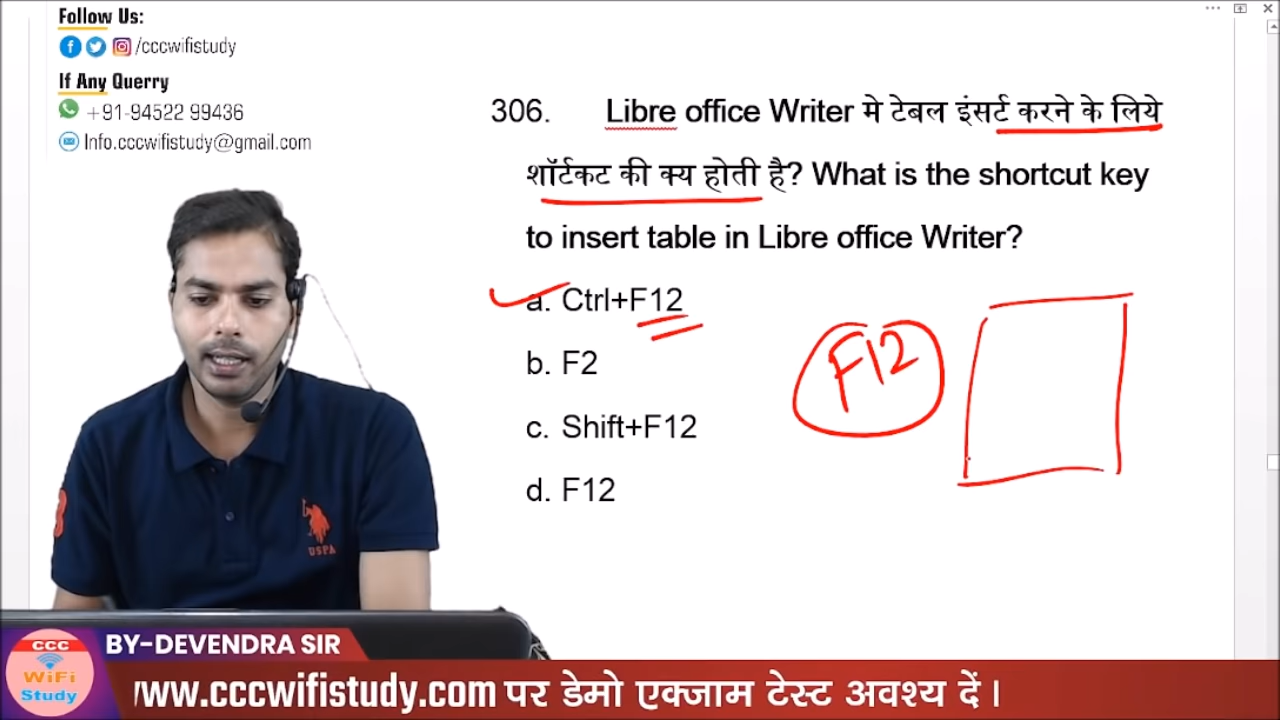 Follow Us:
/cccwifistudy
If Any Querry
+91-94522 99436
Info.cccwifistudy@gmail.com
306. Libre office Writer मे टेबल इंसर्ट करने के लिये
शॉर्टकट की क्य होती है? What is the shortcut key
to insert table in Libre office Writer?
a. Ctrl+F12
b. F2
c. Shift+F12
d. F12
F12
USPA
3
BY-DEVENDRA SIR
CCC
WiFi
Study
www.cccwifistudy.com पर डेमो एक्जाम टेस्ट अवश्य दें ।